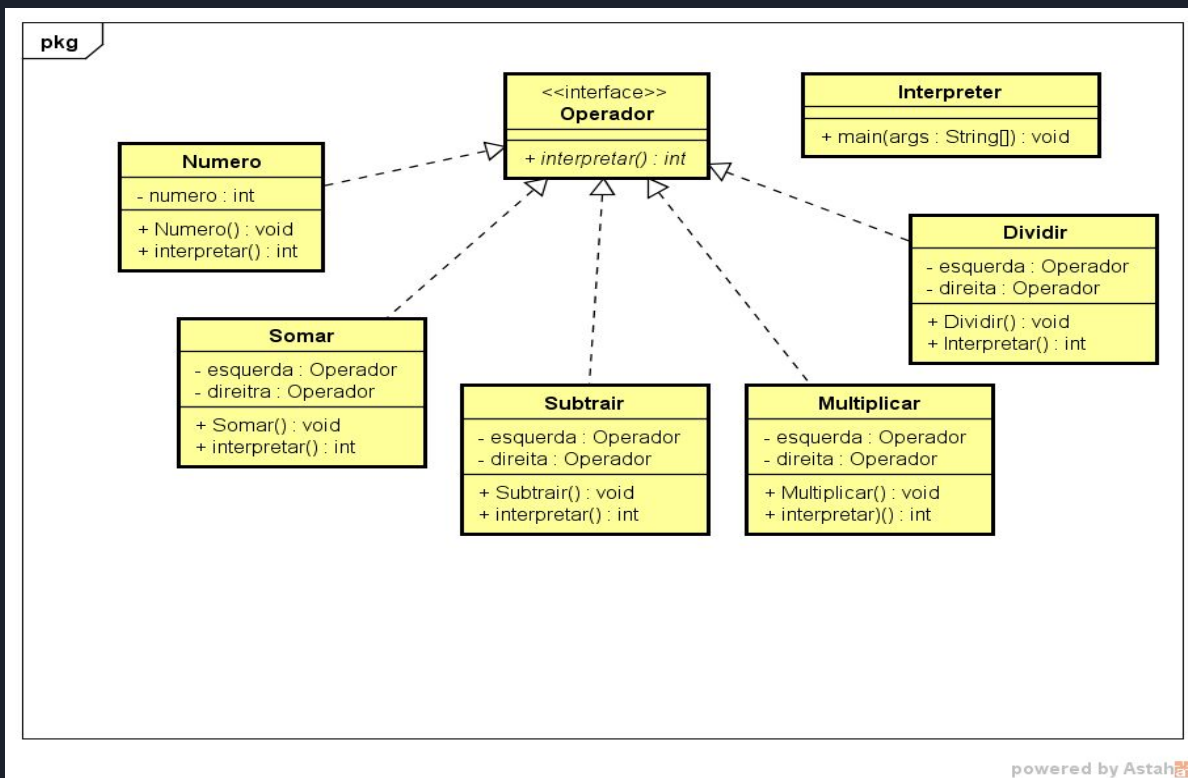 pkg
<<interface>>
Operador
+ interpretar() : int
Interpreter
+ main(args : String[]) : void
Numero
- numero : int
+ Numero() : void
+ interpretar() : int
Dividir
- esquerda : Operador
- direita : Operador
+ Dividir() : void
+ Interpretar() : int
Somar
- esquerda : Operador
- direitra : Operador
+ Somar() : void
+ interpretar() : int
Subtrair
- esquerda : Operador
- direita : Operador
+ Subtrair() : void
+ interpretar() : int
Multiplicar
- esquerda : Operador
- direita : Operador
+ Multiplicar() : void
+ interpretar)() : int
powered by Astah